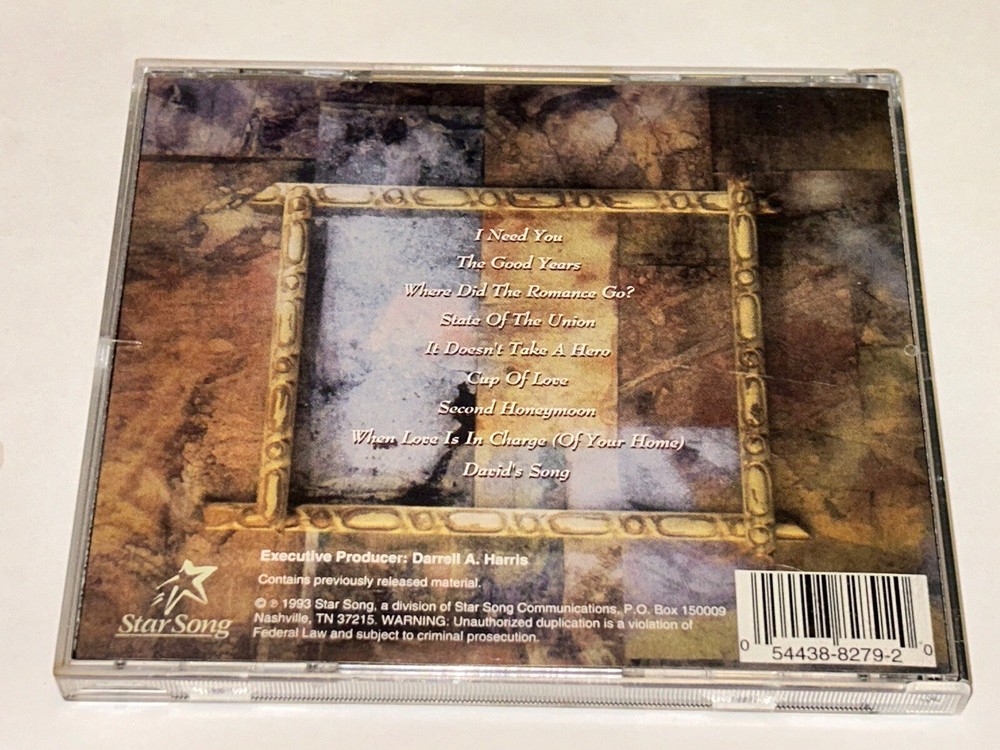 I Need You
The Good Years
Where Did The Romance Go?
State Of The Union
It Doesn't Take A Hero
Cup Of Love
Second Honeymoon
When Love Is In Charge (Of Your Home)
David's Song
Executive Producer: Darrell A. Harris
Contains previously released material.
© ℗ 1993 Star Song, a division of Star Song Communications, P.O. Box 150009
Nashville, TN 37215. WARNING: Unauthorized duplication is a violation of
Federal Law and subject to criminal prosecution.
Star Song
0 54438-8279-2 0